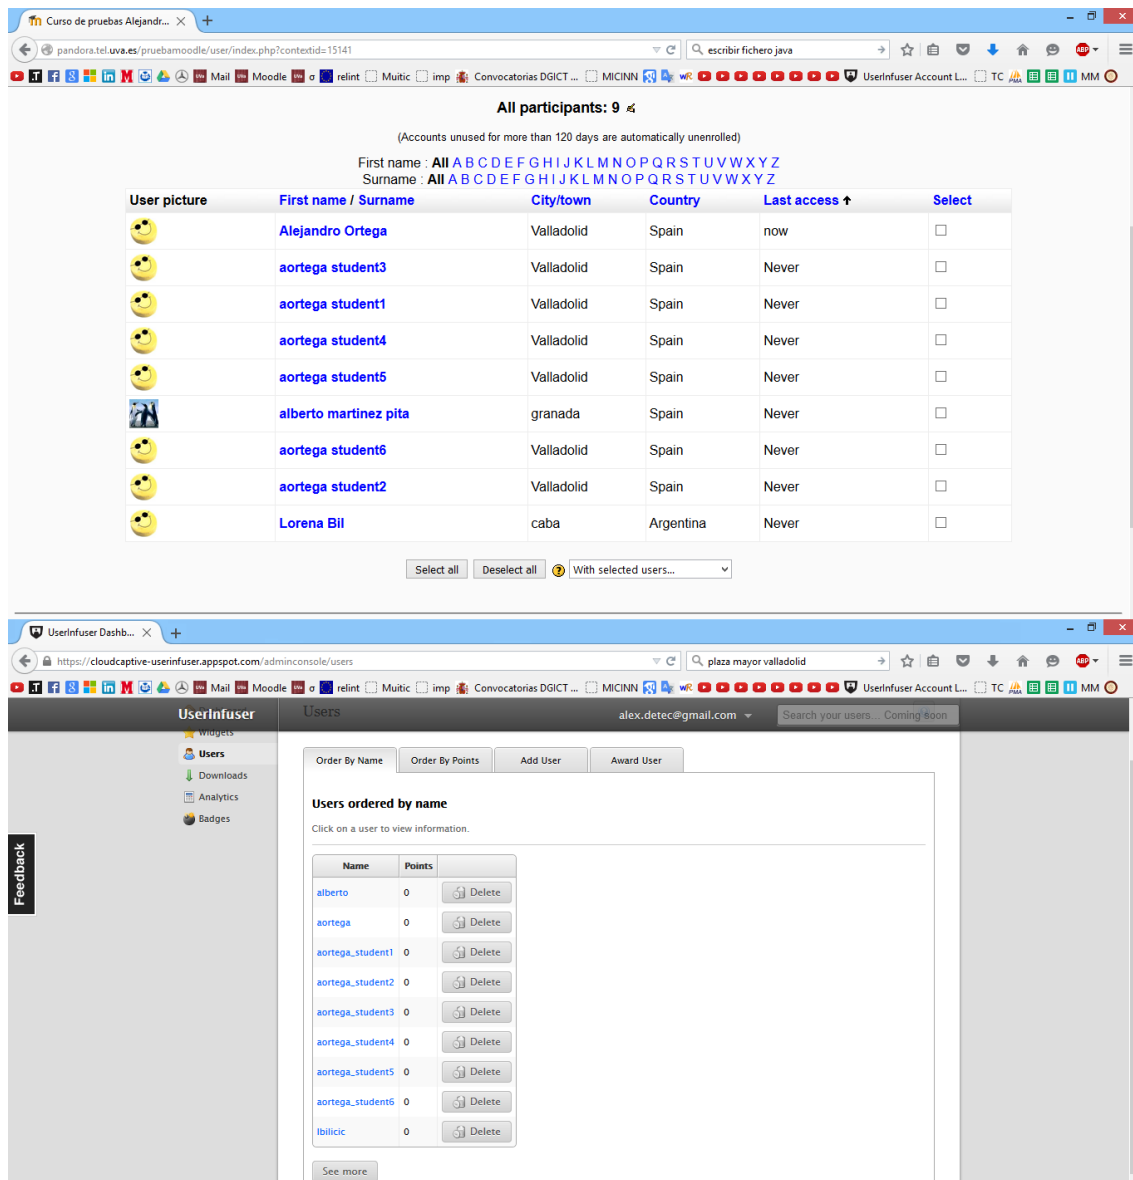 Curso de pruebas Alejandr...
pandora.tel.uva.es/pruebamoodle/user/index.php?contextid=15141
escribir fichero java
Mail Moodle σ relint Muitic imp Convocatorias DGICT ... MICINN wR UserInfuser Account L... TC MM
All participants: 9
(Accounts unused for more than 120 days are automatically unenrolled)
First name : All A B C D E F G H I J K L M N O P Q R S T U V W X Y Z
Surname : All A B C D E F G H I J K L M N O P Q R S T U V W X Y Z
User picture First name / Surname City/town Country Last access Select
Alejandro Ortega Valladolid Spain now
aortega student3 Valladolid Spain Never
aortega student1 Valladolid Spain Never
aortega student4 Valladolid Spain Never
aortega student5 Valladolid Spain Never
alberto martinez pita granada Spain Never
aortega student6 Valladolid Spain Never
aortega student2 Valladolid Spain Never
Lorena Bil caba Argentina Never
Select all Deselect all With selected users...
UserInfuser Dashb...
https://cloudcaptive-userinfuser.appspot.com/adminconsole/users
plaza mayor valladolid
Mail Moodle σ relint Muitic imp Convocatorias DGICT ... MICINN wR UserInfuser Account L... TC MM
UserInfuser Users alex.detec@gmail.com Search your users... Coming soon
Widgets
Users
Downloads
Analytics
Badges
Feedback
Order By Name Order By Points Add User Award User
Users ordered by name
Click on a user to view information.
Name Points
alberto 0 Delete
aortega 0 Delete
aortega_student1 0 Delete
aortega_student2 0 Delete
aortega_student3 0 Delete
aortega_student4 0 Delete
aortega_student5 0 Delete
aortega_student6 0 Delete
lbilicic 0 Delete
See more